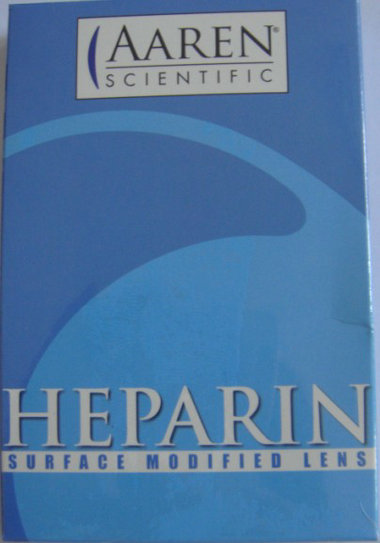 AAREN®
SCIENTIFIC
HEPARIN
SURFACE MODIFIED LENS